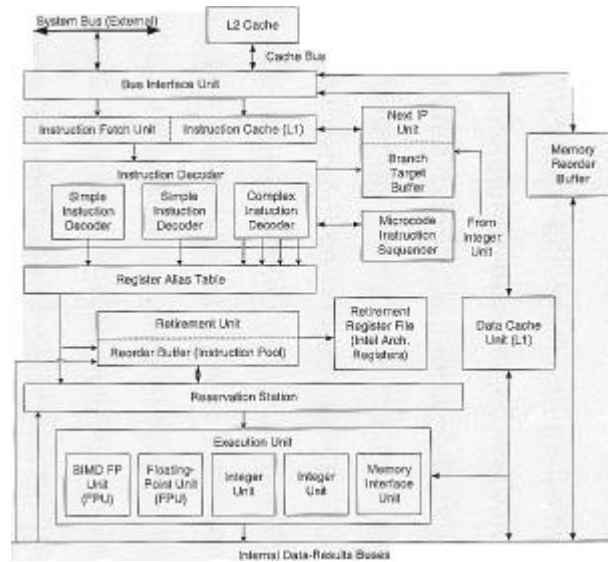 System Bus (External)
L2 Cache
Cache Bus
Bus Interface Unit
Instruction Fetch Unit
Instruction Cache (L1)
Next IP
Unit
Branch
Target
Buffer
Memory
Reorder
Buffer
Instruction Decoder
Simple
Instuction
Decoder
Simple
Instuction
Decoder
Complex
Instuction
Decoder
Microcode
Instruction
Sequencer
From
Integer
Unit
Register Alias Table
Retirement Unit
Reorder Buffer (Instruction Pool)
Retirement
Register File
(Intel Arch.
Registers)
Data Cache
Unit (L1)
Reservation Station
Execution Unit
SIMD FP
Unit
(FPU)
Floating-
Point Unit
(FPU)
Integer
Unit
Integer
Unit
Memory
Interface
Unit
Internal Data-Results Buses